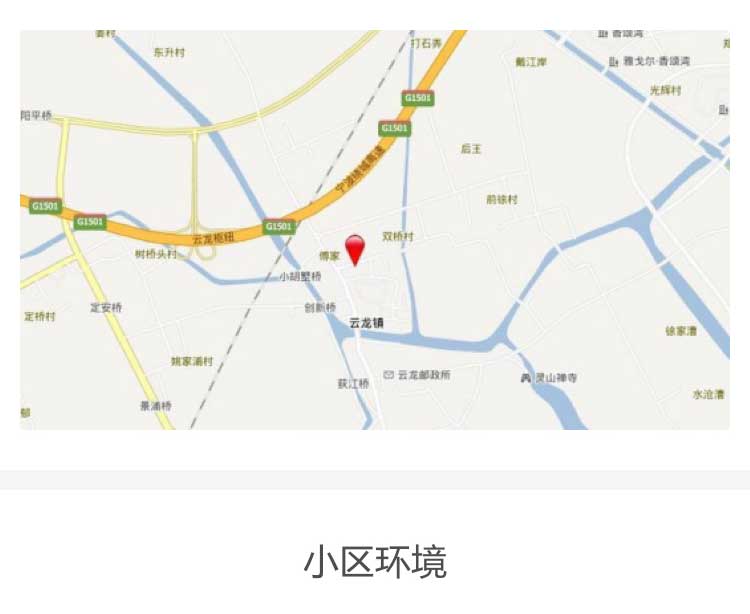 姜村
打石弄
香颂湾
东升村
戴江岸
雅戈尔·香颂湾
光辉村
G1501
阳平桥
G1501
宁波绕城高速
后王
前徐村
G1501
G1501
G1501
云龙枢纽
双桥村
树桥头村
傅家
小胡墅桥
定安桥
创新桥
定桥村
云龙镇
徐家漕
姚家浦村
云龙邮政所
灵山禅寺
荻江桥
水沧漕
景浦桥
小区环境